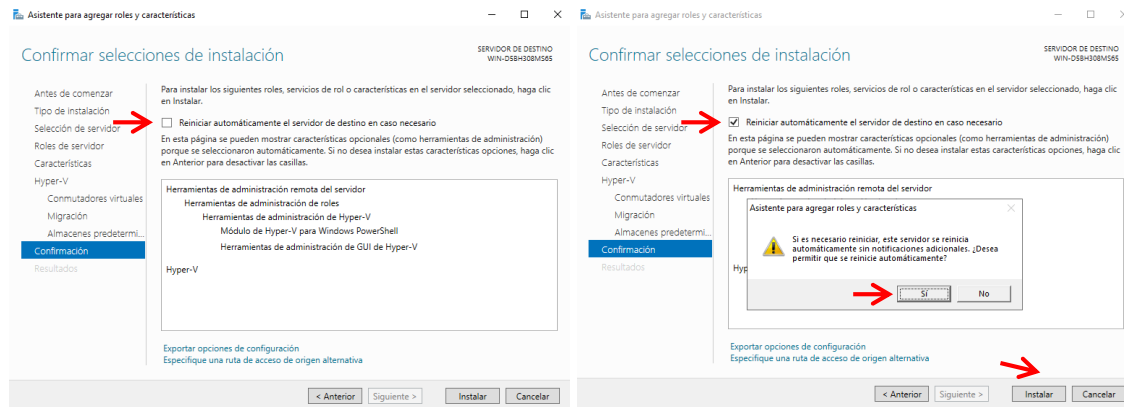 Asistente para agregar roles y características
Confirmar selecciones de instalación
SERVIDOR DE DESTINO
WIN-DSBH308MS65
Antes de comenzar
Tipo de instalación
Selección de servidor
Roles de servidor
Características
Hyper-V
Conmutadores virtuales
Migración
Almacenes predetermi...
Confirmación
Resultados
Para instalar los siguientes roles, servicios de rol o características en el servidor seleccionado, haga clic
en Instalar.
Reiniciar automáticamente el servidor de destino en caso necesario
En esta página se pueden mostrar características opcionales (como herramientas de administración)
porque se seleccionaron automáticamente. Si no desea instalar estas características opciones, haga clic
en Anterior para desactivar las casillas.
Herramientas de administración remota del servidor
Herramientas de administración de roles
Herramientas de administración de Hyper-V
Módulo de Hyper-V para Windows PowerShell
Herramientas de administración de GUI de Hyper-V
Hyper-V
Exportar opciones de configuración
Especifique una ruta de acceso de origen alternativa
< Anterior
Siguiente >
Instalar
Cancelar
Asistente para agregar roles y características
Confirmar selecciones de instalación
SERVIDOR DE DESTINO
WIN-DSBH308MS65
Antes de comenzar
Tipo de instalación
Selección de servidor
Roles de servidor
Características
Hyper-V
Conmutadores virtuales
Migración
Almacenes predetermi...
Confirmación
Resultados
Para instalar los siguientes roles, servicios de rol o características en el servidor seleccionado, haga clic
en Instalar.
Reiniciar automáticamente el servidor de destino en caso necesario
En esta página se pueden mostrar características opcionales (como herramientas de administración)
porque se seleccionaron automáticamente. Si no desea instalar estas características opciones, haga clic
en Anterior para desactivar las casillas.
Herramientas de administración remota del servidor
Asistente para agregar roles y características
Si es necesario reiniciar, este servidor se reinicia
automáticamente sin notificaciones adicionales. ¿Desea
permitir que se reinicie automáticamente?
Sí
No
Hyp
Exportar opciones de configuración
Especifique una ruta de acceso de origen alternativa
< Anterior
Siguiente >
Instalar
Cancelar